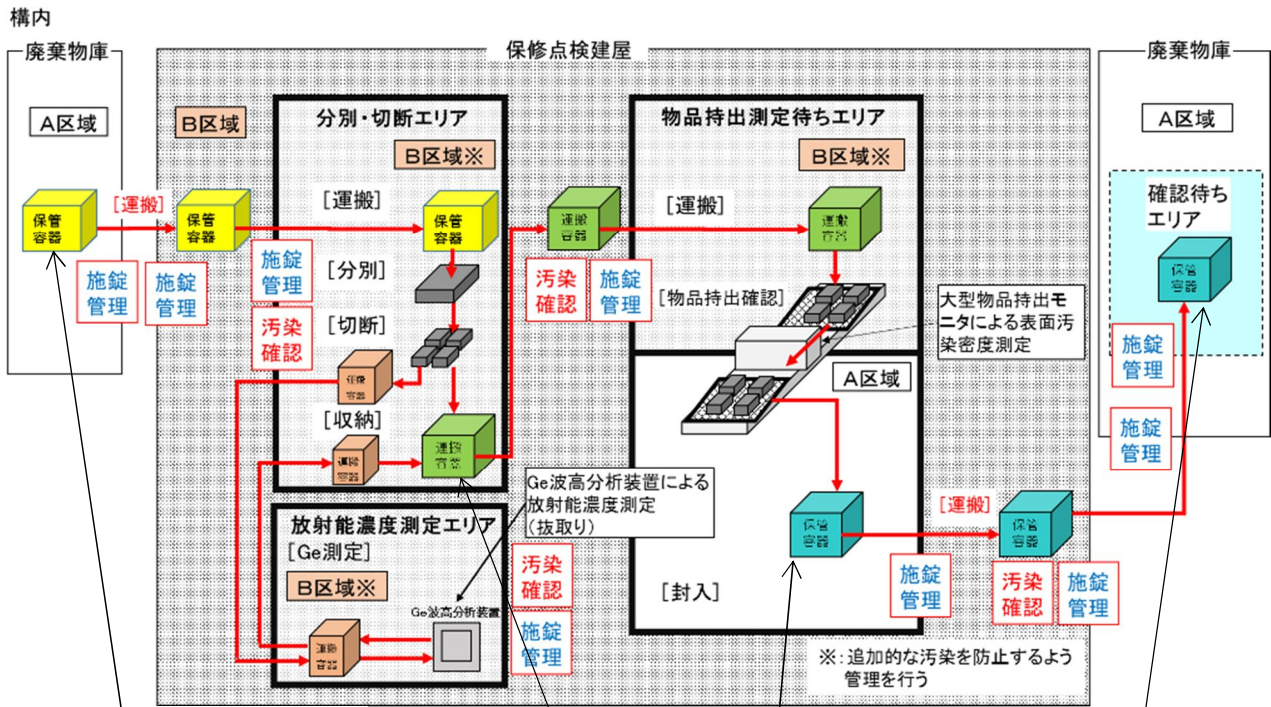 構内
廃棄物庫
A区域
保管
容器
[運搬]
施錠
管理
施錠
管理
保修点検建屋
B区域
保管
容器
施錠
管理
汚染
確認
分別・切断エリア
B区域※
[運搬]
保管
容器
[分別]
[切断]
[収納]
運搬
容器
運搬
容器
放射能濃度測定エリア
[Ge測定]
B区域※
Ge波高分析装置
運搬
容器
Ge波高分析装置による
放射能濃度測定
(抜取り)
汚染
確認
施錠
管理
運搬
容器
汚染
確認
施錠
管理
物品持出測定待ちエリア
B区域※
[運搬]
運搬
容器
[物品持出確認]
大型物品持出モ
ニタによる表面汚
染密度測定
A区域
保管
容器
[封入]
施錠
管理
[運搬]
保管
容器
汚染
確認
施錠
管理
※:追加的な汚染を防止するよう
管理を行う
廃棄物庫
A区域
確認待ち
エリア
保管
容器
施錠
管理
施錠
管理